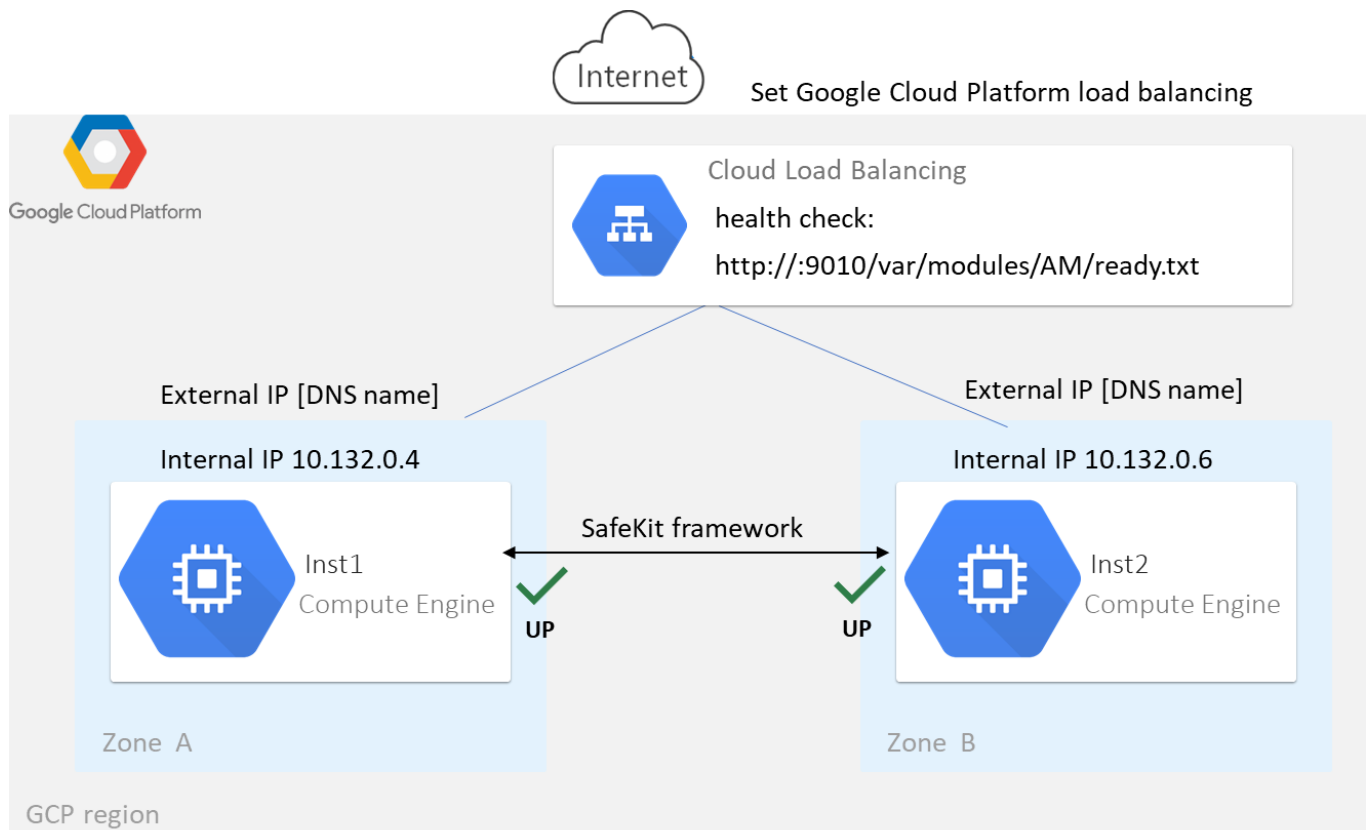 Internet
Set Google Cloud Platform load balancing
Google Cloud Platform
Cloud Load Balancing
health check:
http://:9010/var/modules/AM/ready.txt
External IP [DNS name]
External IP [DNS name]
Internal IP 10.132.0.4
Internal IP 10.132.0.6
SafeKit framework
Inst1
Compute Engine
UP
UP
Inst2
Compute Engine
Zone A
Zone B
GCP region